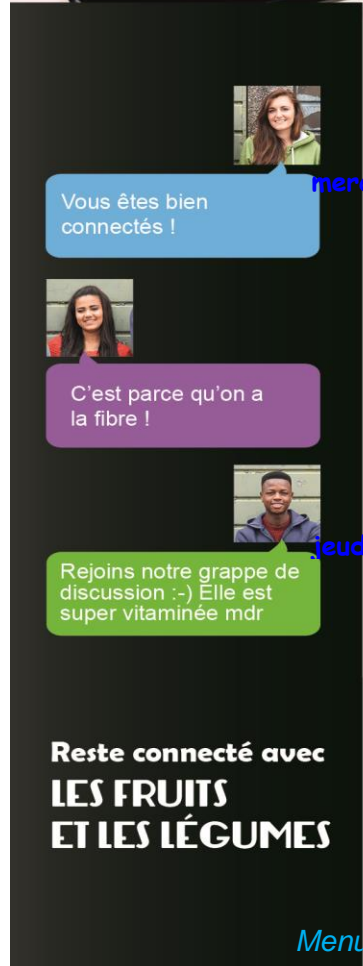 Vous êtes bien
connectés !
C'est parce qu'on a
la fibre !
Rejoins notre grappe de
discussion :-) Elle est
super vitaminée mdr
Reste connecté avec
LES FRUITS
ET LES LÉGUMES
Menu